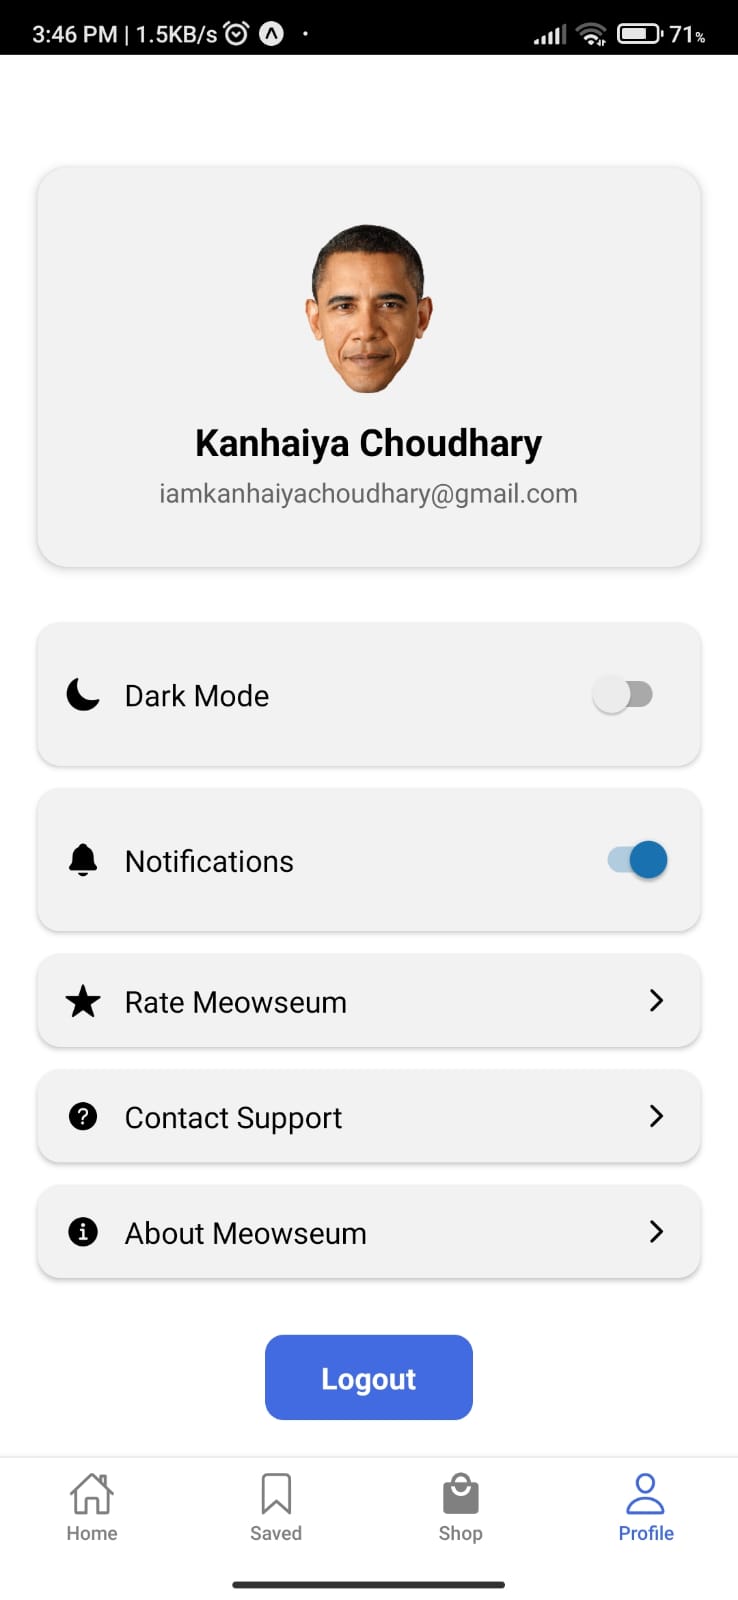 3:46 PM | 1.5KB/s
71%
Kanhaiya Choudhary
iamkanhaiyachoudhary@gmail.com
Dark Mode
Notifications
Rate Meowseum
Contact Support
About Meowseum
Logout
Home
Saved
Shop
Profile